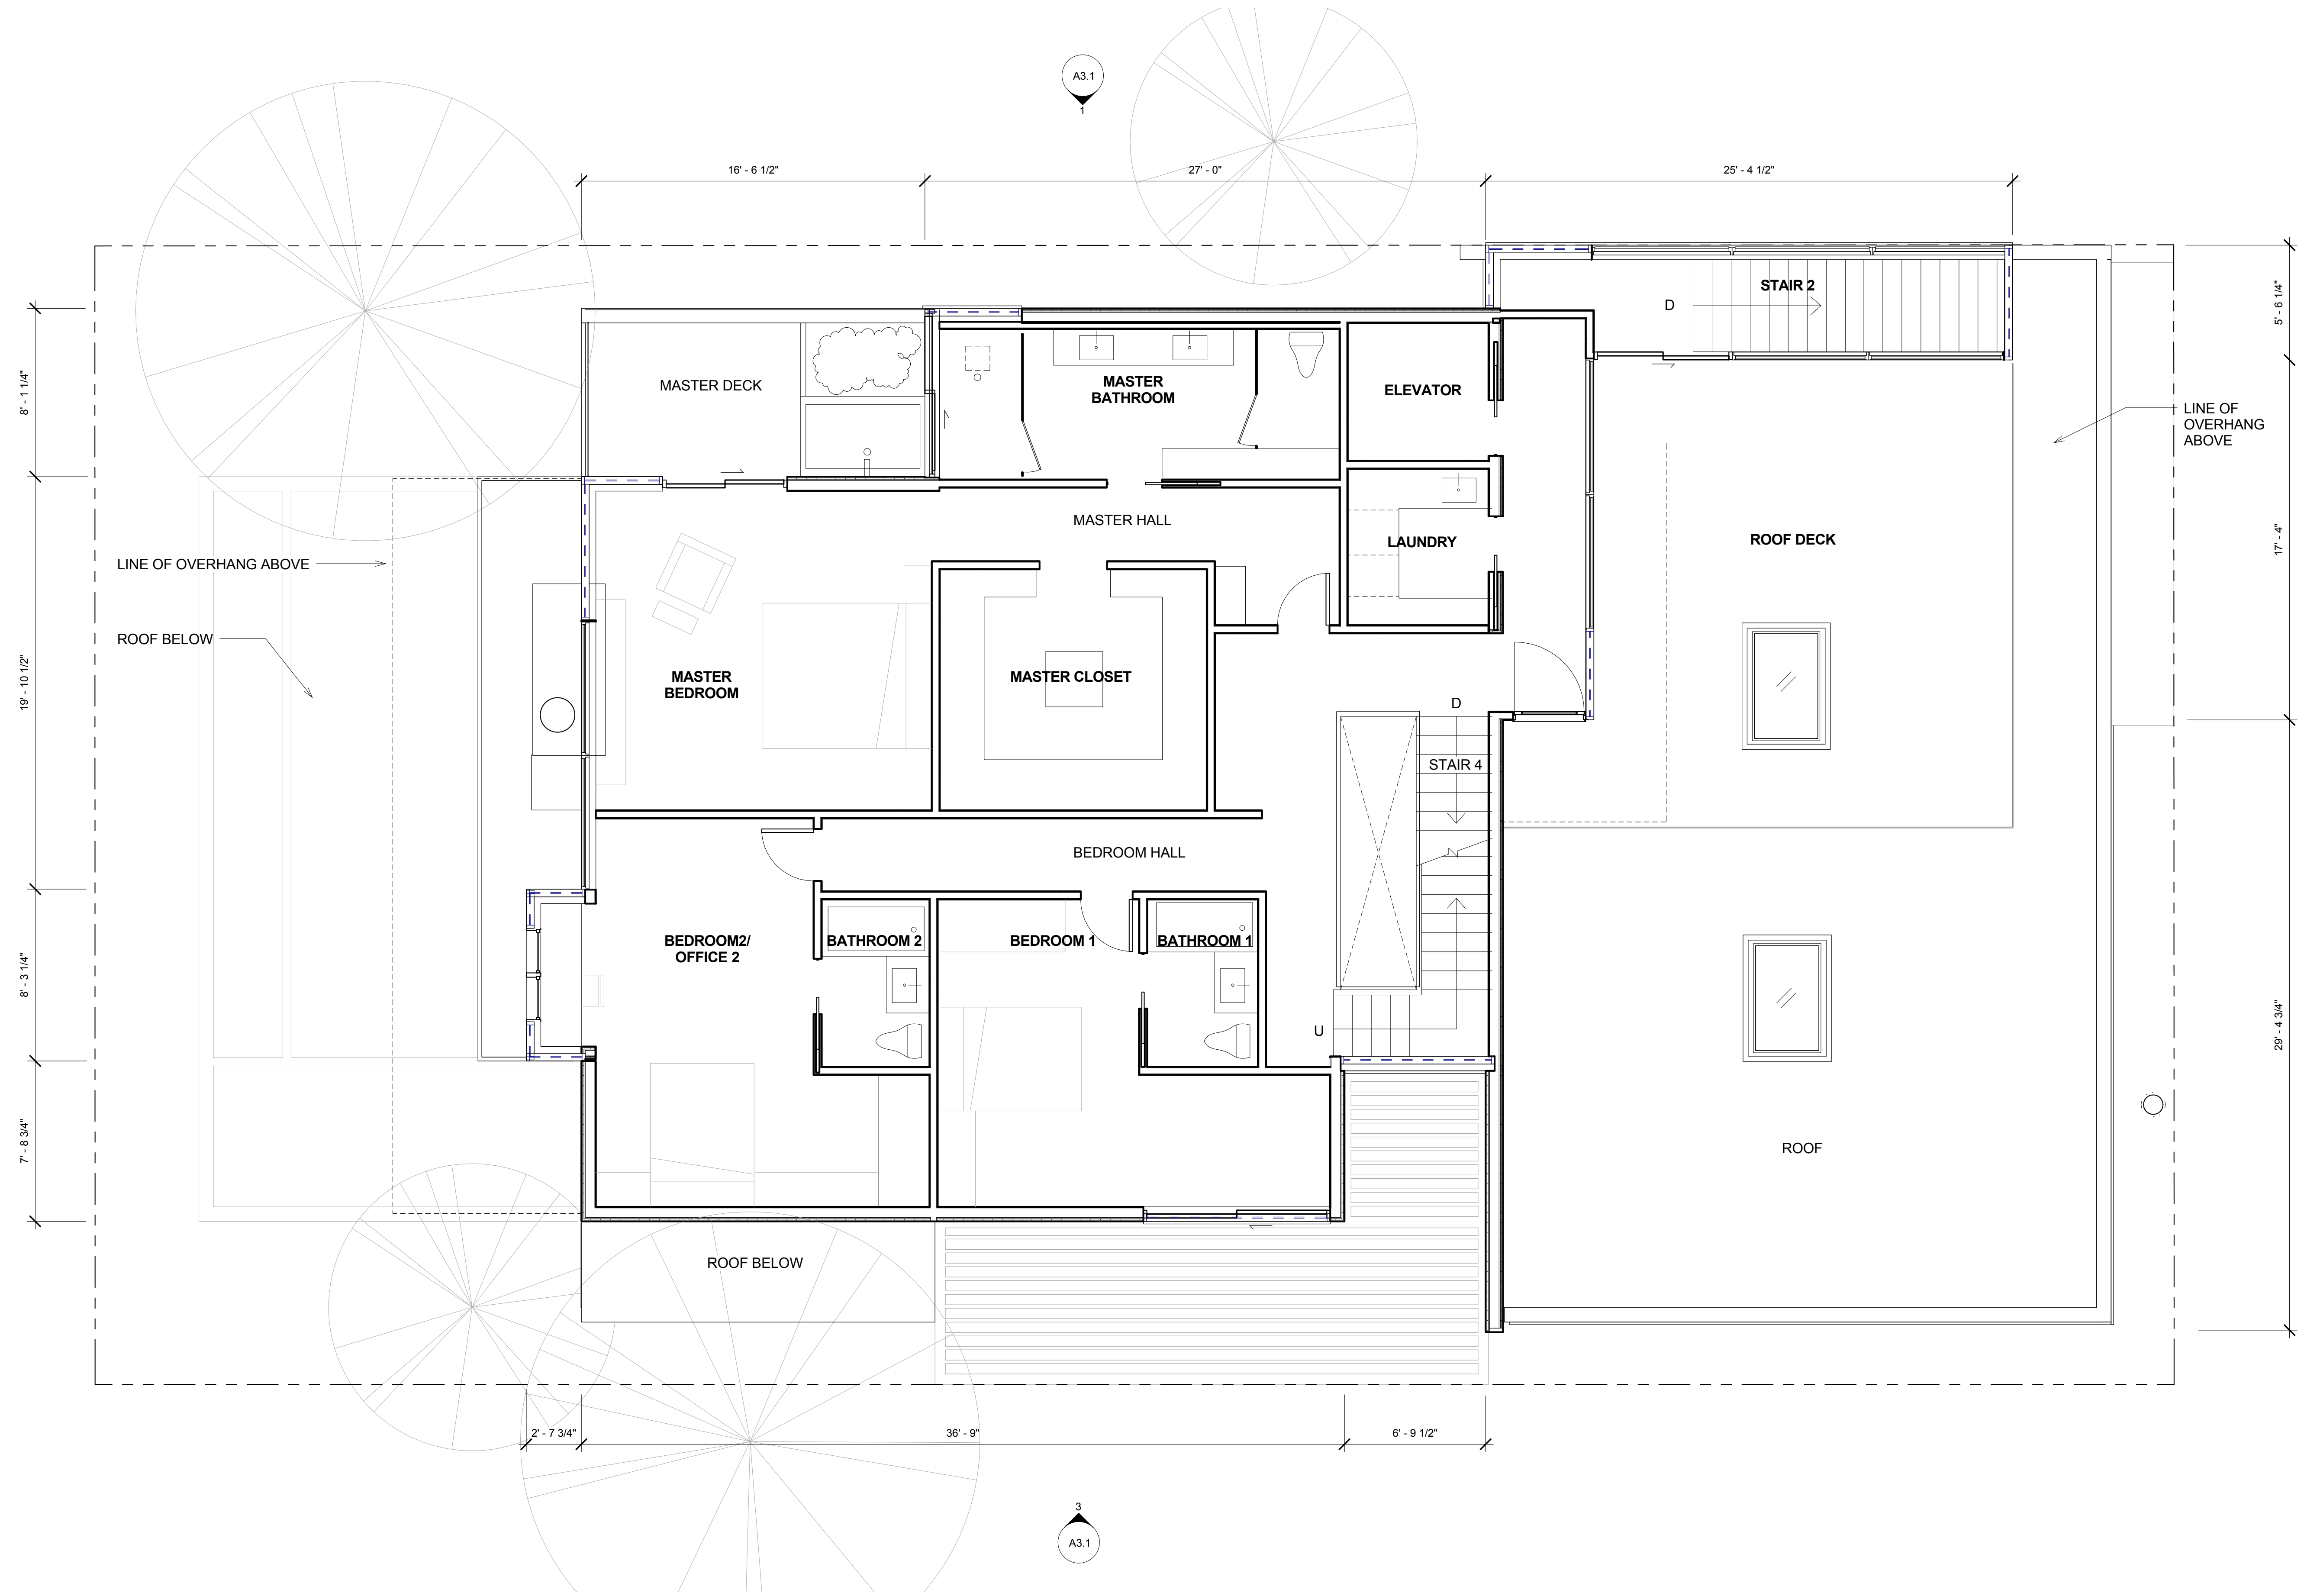 A3.1
1
16' - 6 1/2"
27' - 0"
25' - 4 1/2"
STAIR 2
D
5' - 6 1/4"
8' - 1 1/4"
MASTER DECK
MASTER
BATHROOM
ELEVATOR
LINE OF
OVERHANG
ABOVE
MASTER HALL
LAUNDRY
ROOF DECK
17' - 4"
LINE OF OVERHANG ABOVE
ROOF BELOW
19' - 10 1/2"
MASTER
BEDROOM
MASTER CLOSET
D
STAIR 4
BEDROOM HALL
BEDROOM2/
OFFICE 2
BATHROOM 2
BEDROOM 1
BATHROOM 1
8' - 3 1/4"
U
29' - 4 3/4"
7' - 8 3/4"
ROOF
ROOF BELOW
2' - 7 3/4"
36' - 9"
6' - 9 1/2"
3
A3.1